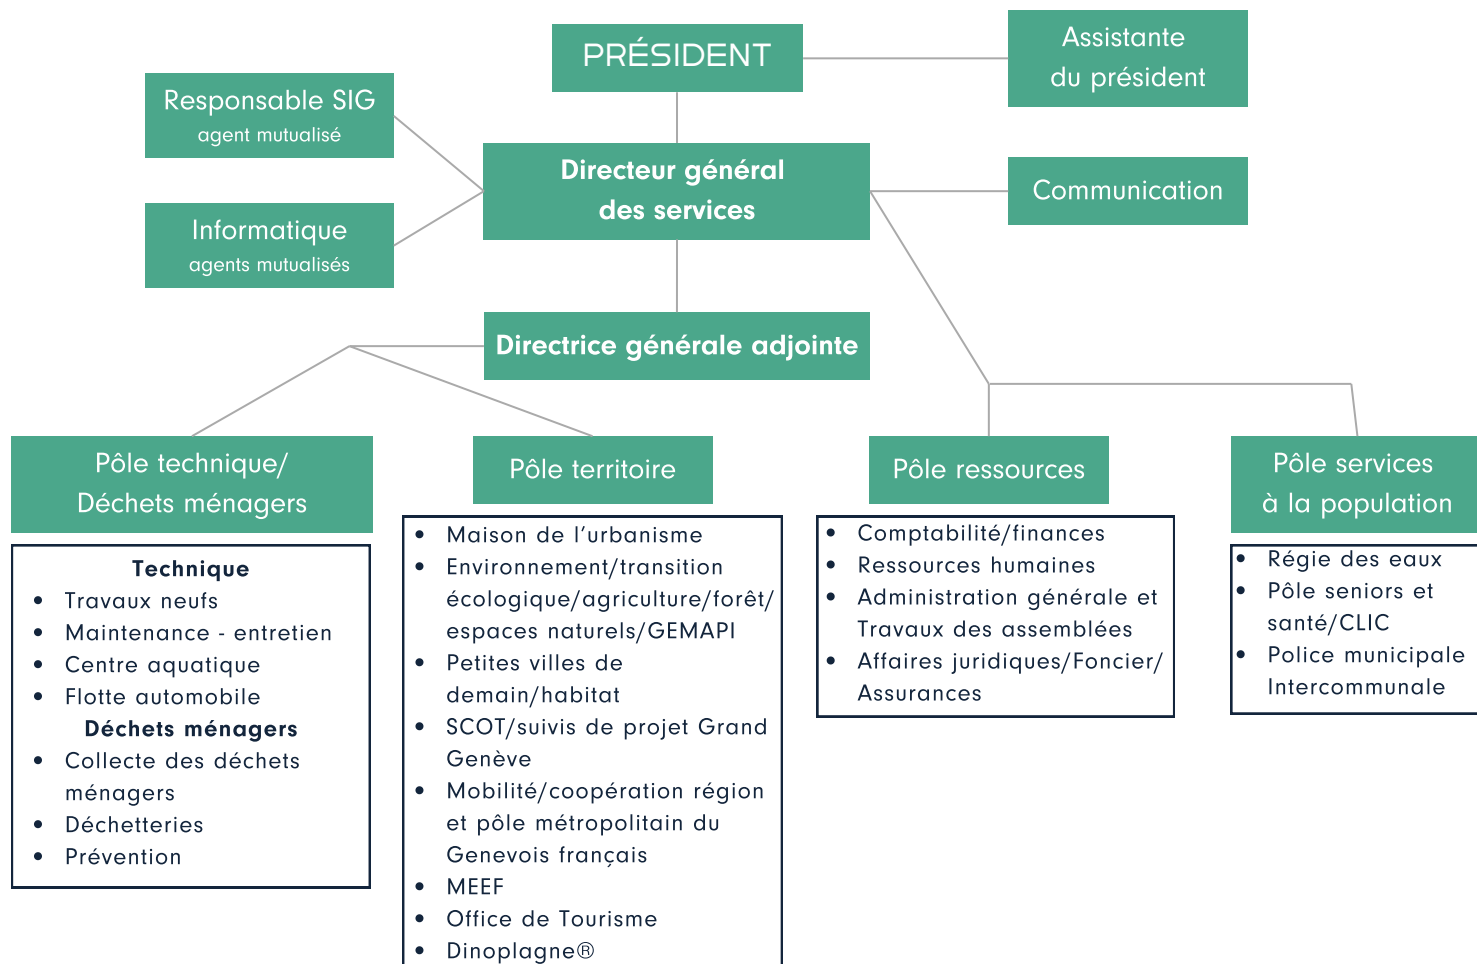 PRÉSIDENT
Assistante
du président
Responsable SIG
agent mutualisé
Directeur général
des services
Communication
Informatique
agents mutualisés
Directrice générale adjointe
Pôle technique/
Déchets ménagers
Technique
• Travaux neufs
• Maintenance - entretien
• Centre aquatique
• Flotte automobile
Déchets ménagers
• Collecte des déchets
ménagers
• Déchetteries
• Prévention
Pôle territoire
• Maison de l'urbanisme
• Environnement/transition
écologique/agriculture/forêt/
espaces naturels/GEMAPI
• Petites villes de
demain/habitat
• SCOT/suivis de projet Grand
Genève
• Mobilité/coopération région
et pôle métropolitain du
Genevois français
• MEEF
• Office de Tourisme
• Dinoplagne®
Pôle ressources
• Comptabilité/finances
• Ressources humaines
• Administration générale et
Travaux des assemblées
• Affaires juridiques/Foncier/
Assurances
Pôle services
à la population
• Régie des eaux
• Pôle seniors et
santé/CLIC
• Police municipale
Intercommunale